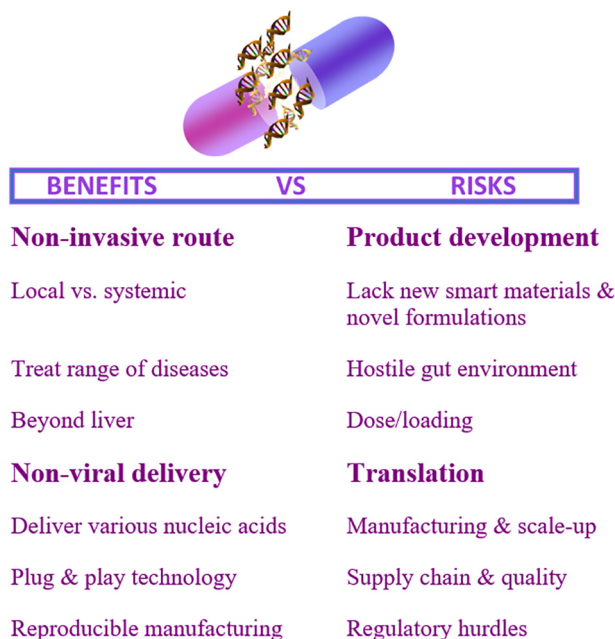 BENEFITS VS RISKS
Non-invasive route
Local vs. systemic
Treat range of diseases
Beyond liver
Non-viral delivery
Deliver various nucleic acids
Plug & play technology
Reproducible manufacturing
Product development
Lack new smart materials &
novel formulations
Hostile gut environment
Dose/loading
Translation
Manufacturing & scale-up
Supply chain & quality
Regulatory hurdles